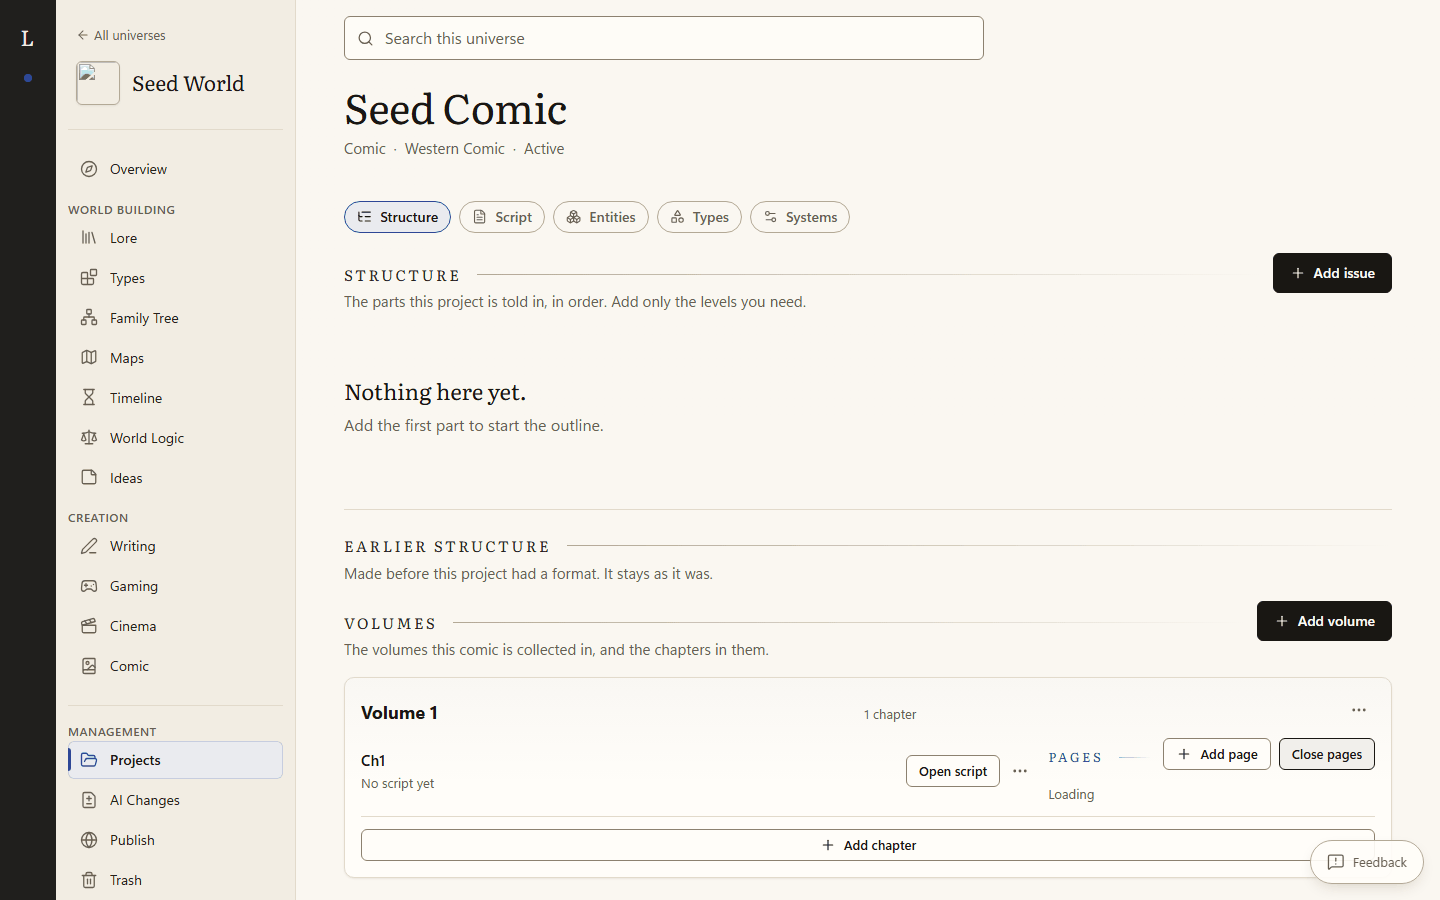 L
All universes
Seed World
Overview
WORLD BUILDING
Lore
Types
Family Tree
Maps
Timeline
World Logic
Ideas
CREATION
Writing
Gaming
Cinema
Comic
MANAGEMENT
Projects
AI Changes
Publish
Trash
Search this universe
Seed Comic
Comic · Western Comic · Active
Structure Script Entities Types Systems
STRUCTURE
Add issue
The parts this project is told in, in order. Add only the levels you need.
Nothing here yet.
Add the first part to start the outline.
EARLIER STRUCTURE
Made before this project had a format. It stays as it was.
VOLUMES
Add volume
The volumes this comic is collected in, and the chapters in them.
Volume 1 1 chapter
Ch1
No script yet
Open script
PAGES
Add page
Close pages
Loading
Add chapter
Feedback